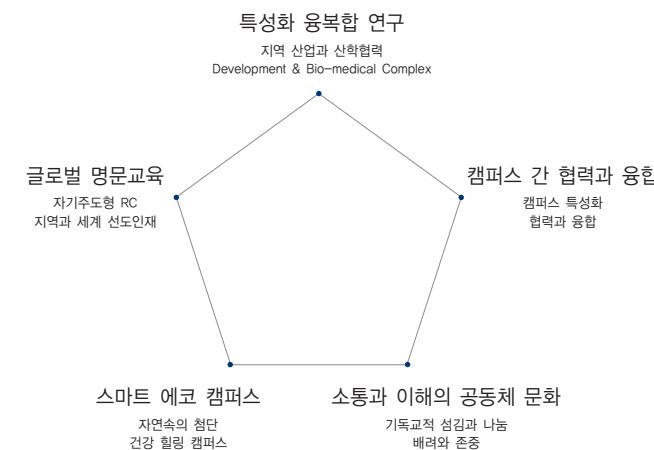 특성화 융복합 연구
지역 산업과 산학협력
Development & Bio-medical Complex
글로벌 명문교육
자기주도형 RC
지역과 세계 선도인재
캠퍼스 간 협력과 융합
캠퍼스 특성화
협력과 융합
스마트 에코 캠퍼스
자연속의 첨단
건강 힐링 캠퍼스
소통과 이해의 공동체 문화
기독교적 섬김과 나눔
배려와 존중